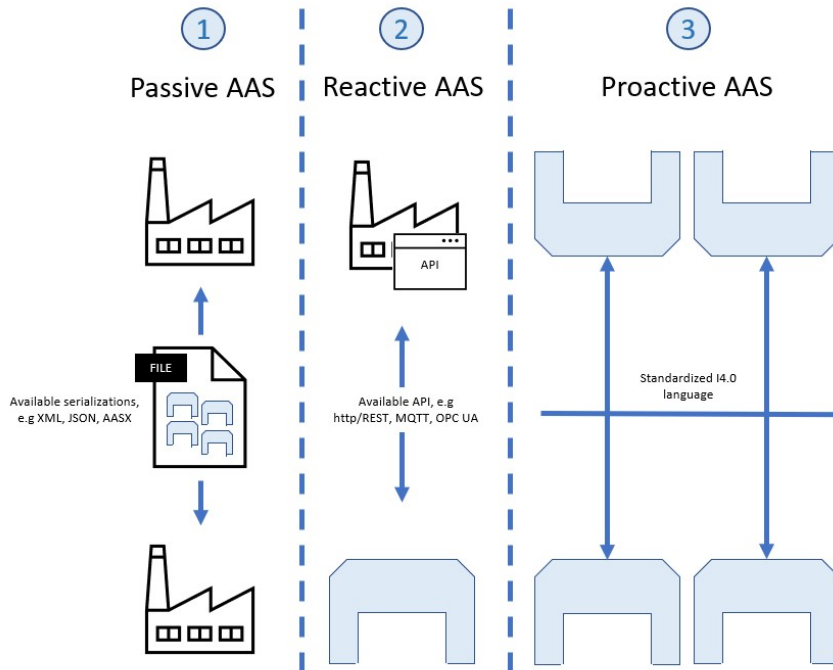 1
2
3
Passive AAS
Reactive AAS
Proactive AAS
API
FILE
Available serializations,
e.g XML, JSON, AASX
Available API, e.g
http/REST, MQTT, OPC UA
Standardized I4.0
language